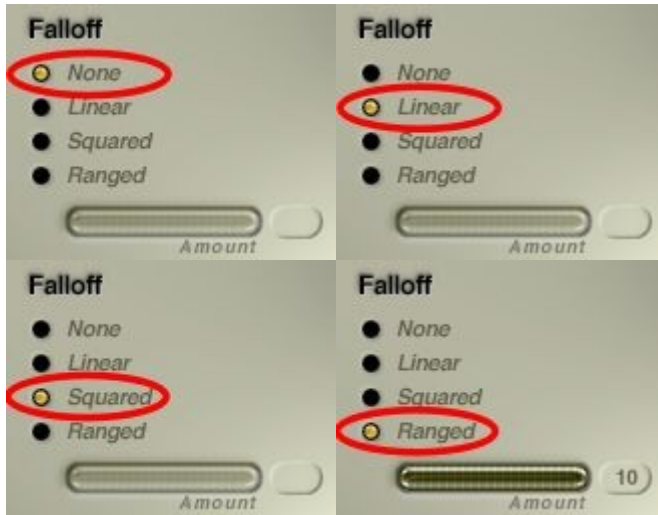 Falloff
None
Linear
Squared
Ranged
Amount
Falloff
None
Linear
Squared
Ranged
Amount
Falloff
None
Linear
Squared
Ranged
Amount
Falloff
None
Linear
Squared
Ranged
10
Amount